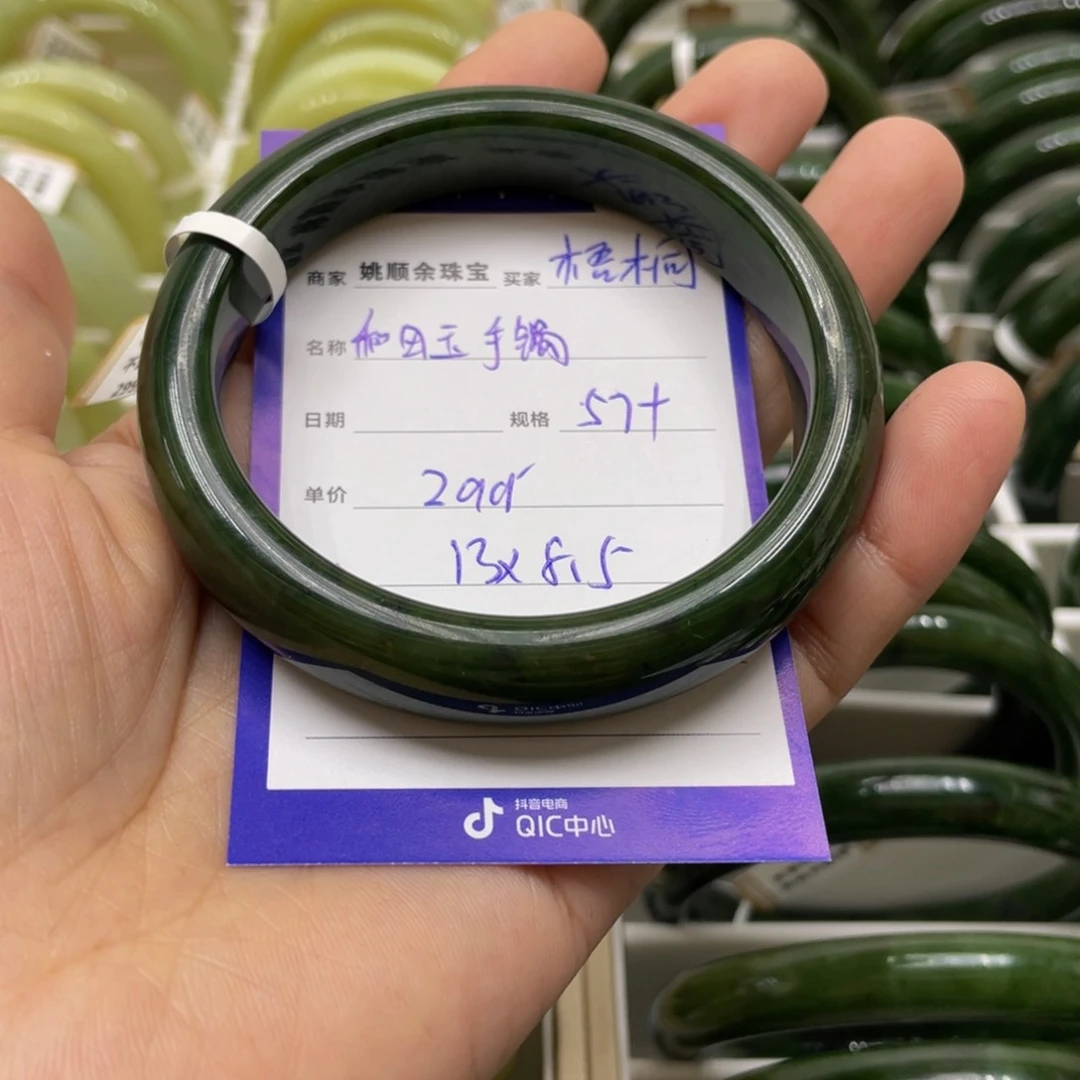 商家 姚顺余珠宝 买家 梧桐
名称 和田玉手镯
日期 规格 57+
单价 299
13x8.5
抖音电商
QIC中心